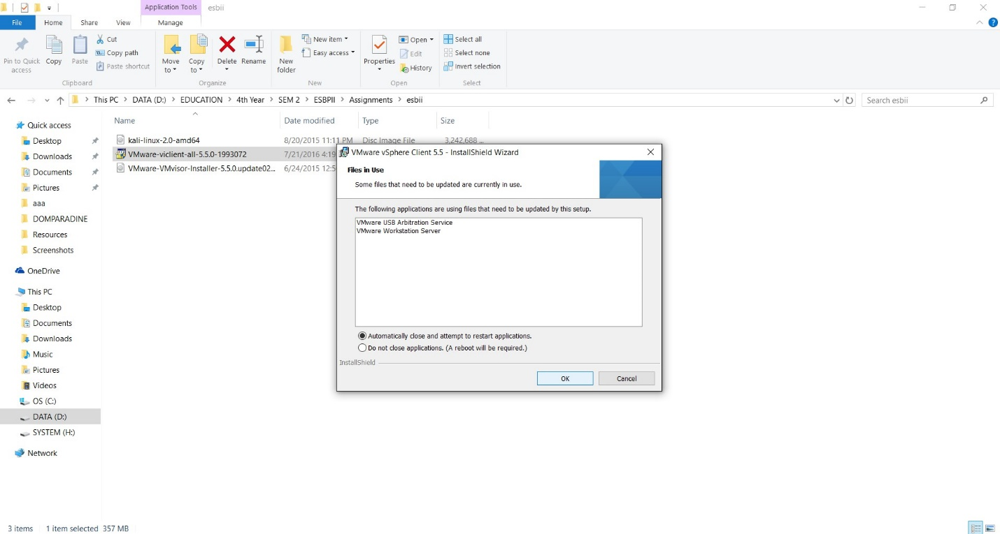 Application Tools esbii
File Home Share View Manage
Pin to Quick access
Copy
Paste
Cut
Copy path
Paste shortcut
Clipboard
Move to
Copy to
Delete
Rename
Organize
New folder
New item
Easy access
New
Properties
Open
Edit
History
Open
Select all
Select none
Invert selection
Select
This PC > DATA (D:) > EDUCATION > 4th Year > SEM 2 > ESBPII > Assignments > esbii
Search esbii
Name Date modified Type Size
kali-linux-2.0-amd64 8/20/2015 11:11 PM Disc Image File 3,242,688 ...
VMware-viclient-all-5.5.0-1993072 7/21/2016 4:19
VMware-VMvisor-Installer-5.5.0.update02... 6/24/2015 12:5
Quick access
Desktop
Downloads
Documents
Pictures
aaa
DOMPARADINE
Resources
Screenshots
OneDrive
This PC
Desktop
Documents
Downloads
Music
Pictures
Videos
OS (C:)
DATA (D:)
SYSTEM (H:)
Network
VMware vSphere Client 5.5 - InstallShield Wizard
Files in Use
Some files that need to be updated are currently in use.
The following applications are using files that need to be updated by this setup.
VMware USB Arbitration Service
VMware Workstation Server
Automatically close and attempt to restart applications.
Do not close applications. (A reboot will be required.)
InstallShield
OK Cancel
3 items 1 item selected 357 MB